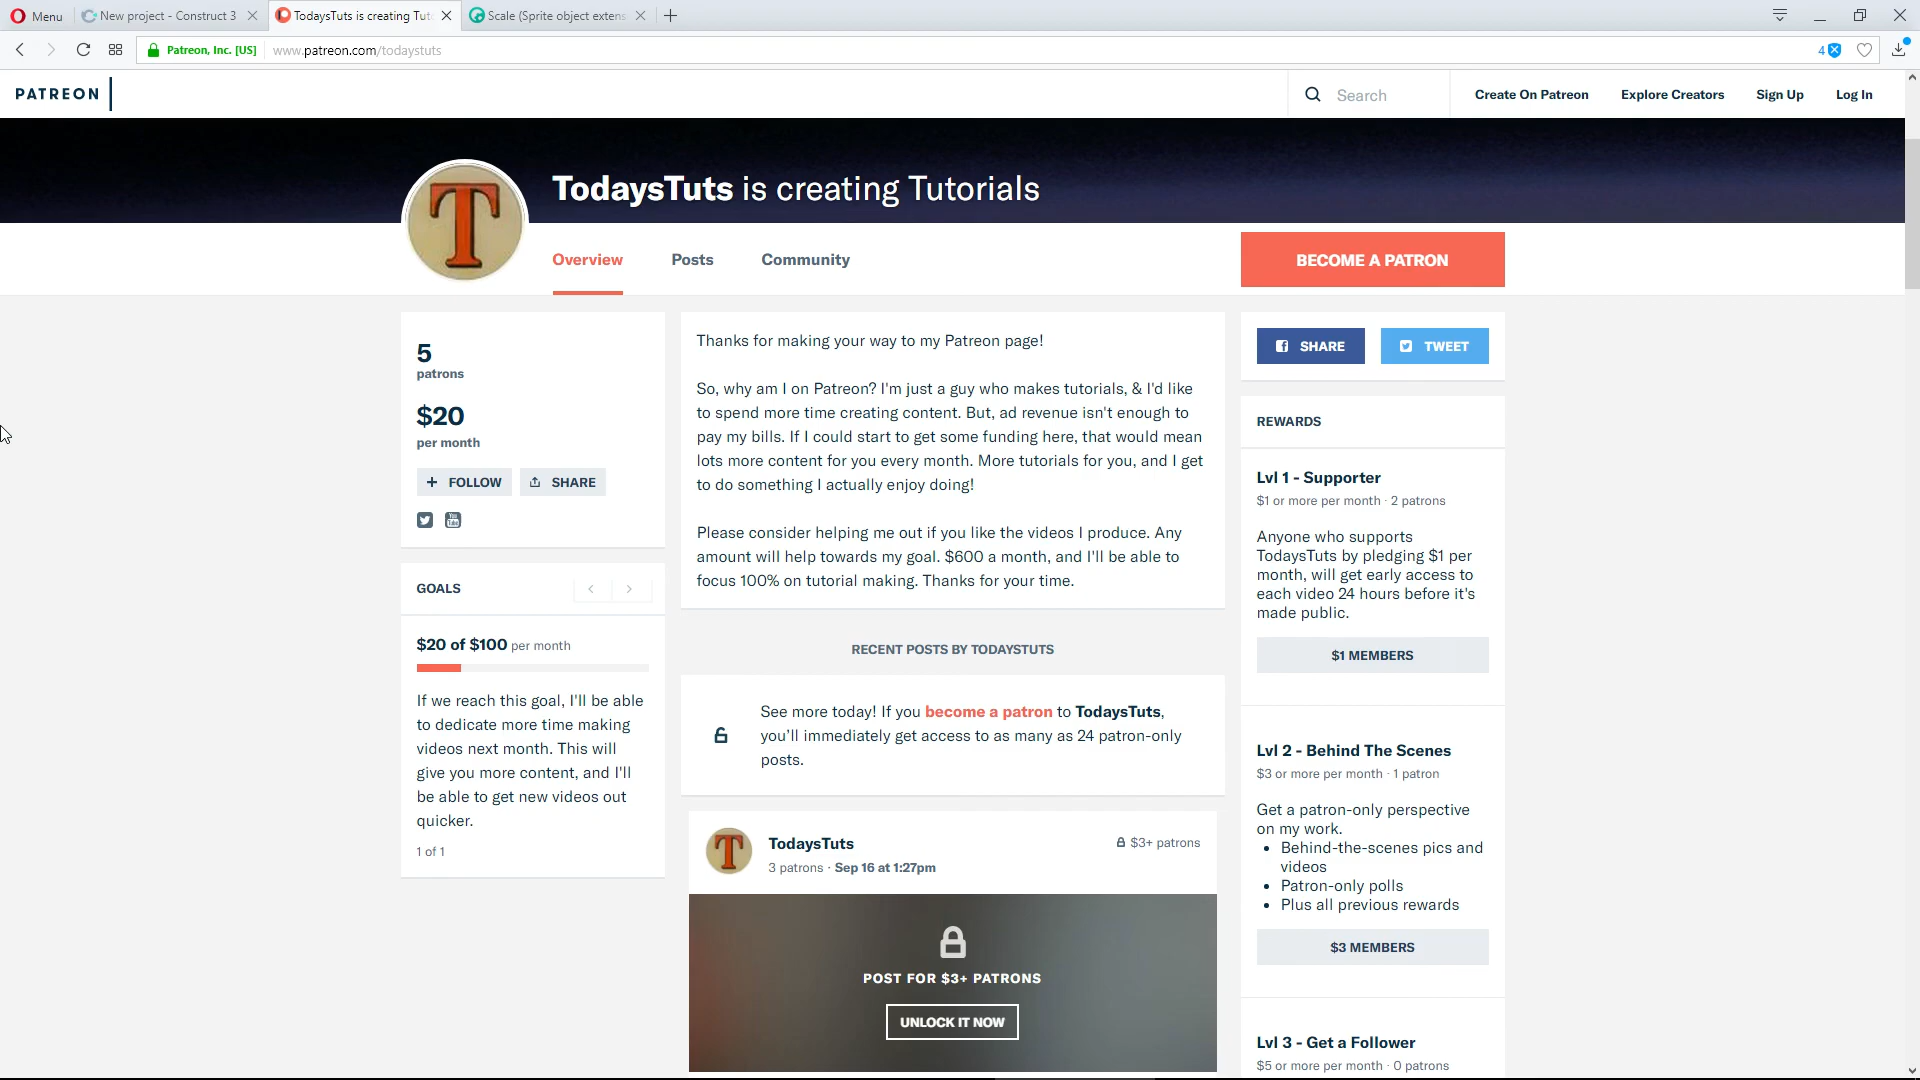 Menu
New project - Construct 3
TodaysTuts is creating Tut
Scale (Sprite object extens
Patreon, Inc. [US]
www.patreon.com/todaystuts
4
PATREON
Search
Create On Patreon
Explore Creators
Sign Up
Log In
T
TodaysTuts is creating Tutorials
Overview
Posts
Community
BECOME A PATRON
5
patrons
$20
per month
+ FOLLOW
SHARE
GOALS
$20 of $100 per month
If we reach this goal, I'll be able
to dedicate more time making
videos next month. This will
give you more content, and I'll
be able to get new videos out
quicker.
1 of 1
Thanks for making your way to my Patreon page!
So, why am I on Patreon? I'm just a guy who makes tutorials, & I'd like
to spend more time creating content. But, ad revenue isn't enough to
pay my bills. If I could start to get some funding here, that would mean
lots more content for you every month. More tutorials for you, and I get
to do something I actually enjoy doing!
Please consider helping me out if you like the videos I produce. Any
amount will help towards my goal. $600 a month, and I'll be able to
focus 100% on tutorial making. Thanks for your time.
RECENT POSTS BY TODAYSTUTS
See more today! If you become a patron to TodaysTuts,
you'll immediately get access to as many as 24 patron-only
posts.
T
TodaysTuts
3 patrons · Sep 16 at 1:27pm
$3+ patrons
POST FOR $3+ PATRONS
UNLOCK IT NOW
SHARE
TWEET
REWARDS
Lvl 1 - Supporter
$1 or more per month · 2 patrons
Anyone who supports
TodaysTuts by pledging $1 per
month, will get early access to
each video 24 hours before it's
made public.
$1 MEMBERS
Lvl 2 - Behind The Scenes
$3 or more per month · 1 patron
Get a patron-only perspective
on my work.
• Behind-the-scenes pics and
videos
• Patron-only polls
• Plus all previous rewards
$3 MEMBERS
Lvl 3 - Get a Follower
$5 or more per month · 0 patrons